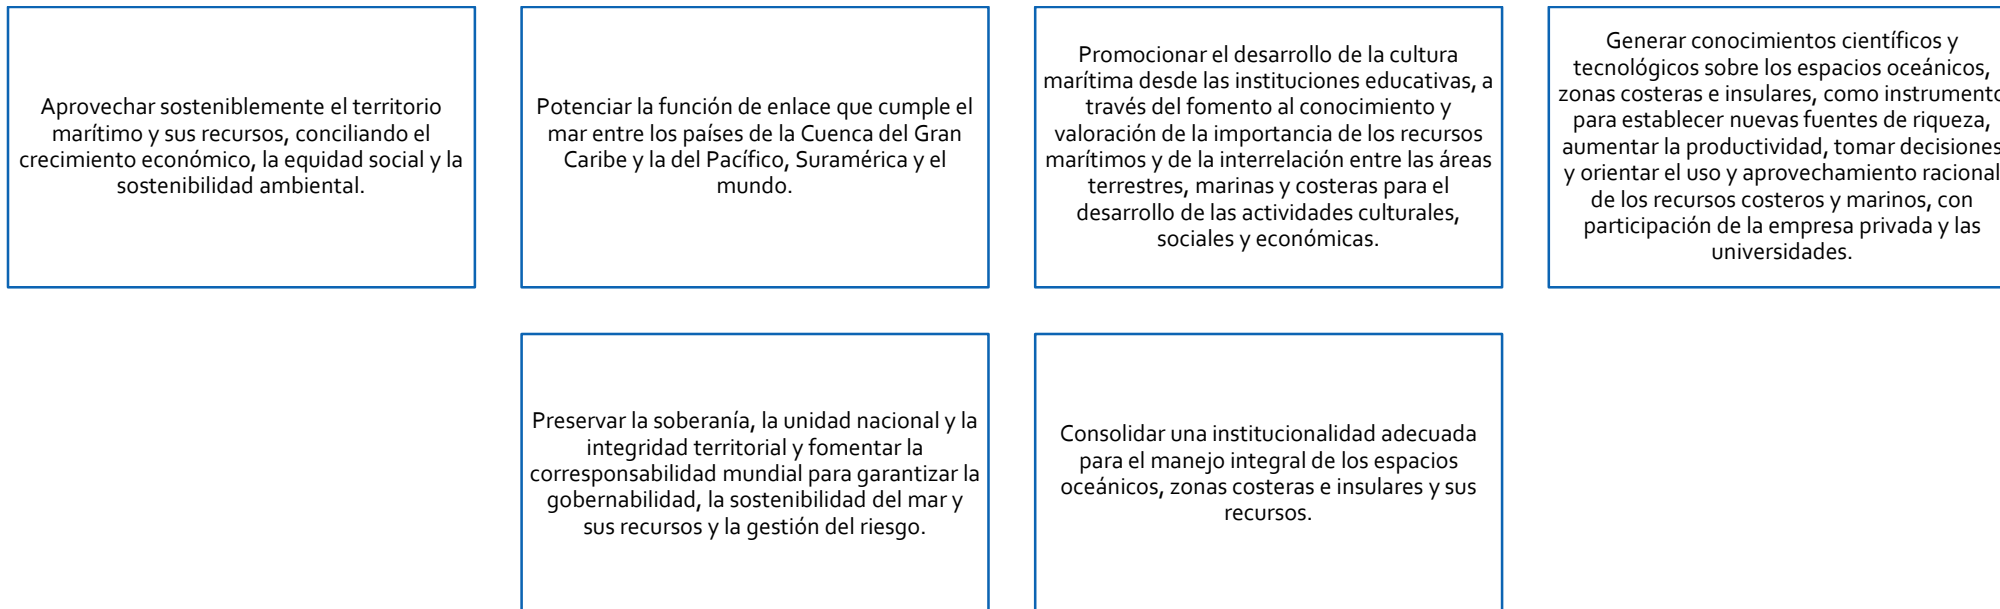 Aprovechar sosteniblemente el territorio
marítimo y sus recursos, conciliando el
crecimiento económico, la equidad social y la
sostenibilidad ambiental.
Potenciar la función de enlace que cumple el
mar entre los países de la Cuenca del Gran
Caribe y la del Pacífico, Suramérica y el
mundo.
Promocionar el desarrollo de la cultura
marítima desde las instituciones educativas, a
través del fomento al conocimiento y
valoración de la importancia de los recursos
marítimos y de la interrelación entre las áreas
terrestres, marinas y costeras para el
desarrollo de las actividades culturales,
sociales y económicas.
Generar conocimientos científicos y
tecnológicos sobre los espacios oceánicos,
zonas costeras e insulares, como instrumento
para establecer nuevas fuentes de riqueza,
aumentar la productividad, tomar decisiones
y orientar el uso y aprovechamiento racional
de los recursos costeros y marinos, con
participación de la empresa privada y las
universidades.
Preservar la soberanía, la unidad nacional y la
integridad territorial y fomentar la
corresponsabilidad mundial para garantizar la
gobernabilidad, la sostenibilidad del mar y
sus recursos y la gestión del riesgo.
Consolidar una institucionalidad adecuada
para el manejo integral de los espacios
oceánicos, zonas costeras e insulares y sus
recursos.